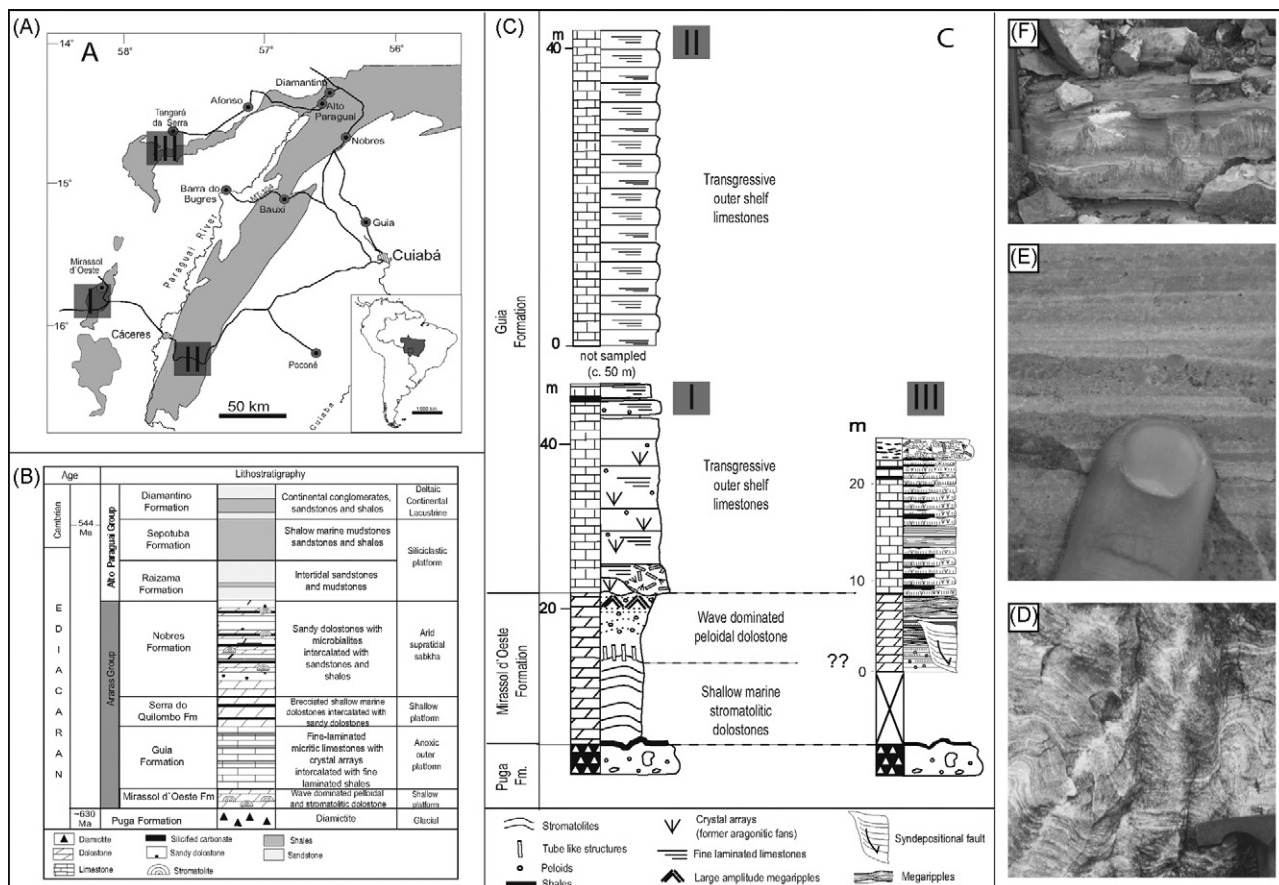 (A)
A
14°
58°
57°
56°
Diamantino
Afonso
Alto
Paraguai
Tangará
da Serra
III
Nobres
Barra do
Bugres
Bauxi
Guia
Paraguai River
Cuiabá
Mirassol
d´Oeste
15°
I
16°
Cáceres
II
Poconé
50 km
Cuiaba
1000 km
(B)
Age
Lithostratigraphy
Cambrian
544
Ma
EDIACARAN
~630
Ma
Alto Paraguai Group
Araras Group
Diamantino
Formation
Continental conglomerates,
sandstones and shales
Deltaic
Continental
Lacustrine
Sepotuba
Formation
Shalow marine mudstones
sandstones and shales
Siliciclastic
platform
Raizama
Formation
Intertidal sandstones
and mudstones
Nobres
Formation
Sandy dolostones with
microbialites
intercalated with
sandstones and
shales
Arid
supratidal
sabkha
Serra do
Quilombo Fm
Brecciated shallow marine
dolostones intercalated with
sandy dolostones
Shallow
platform
Guia
Formation
Fine-laminated
micritic limestones with
crystal arrays
intercalated with fine
laminated shales
Anoxic
outer
platform
Mirassol d´Oeste Fm
Wave dominated pelloidal
and stromatolitic dolostone
Shallow
platform
Puga Formation
Diamictite
Glacial
Diamictite
Silicified carbonate
Shales
Dolostone
Sandy dolostone
Sandstone
Limestone
Stromatolite
(C)
C
m
40
II
Transgressive
outer shelf
limestones
Guia
Formation
0
not sampled
(c. 50 m)
m
I
III
40
Transgressive
outer shelf
limestones
m
20
10
20
Wave dominated
peloidal dolostone
Mirassol d´Oeste
Formation
??
0
Shallow marine
stromatolitic
dolostones
Puga
Fm.
Stromatolites
Tube like structures
Peloids
Shales
Crystal arrays
(former aragonitic fans)
Fine laminated limestones
Large amplitude megaripples
Syndepositional
fault
Megaripples
(F)
(E)
(D)